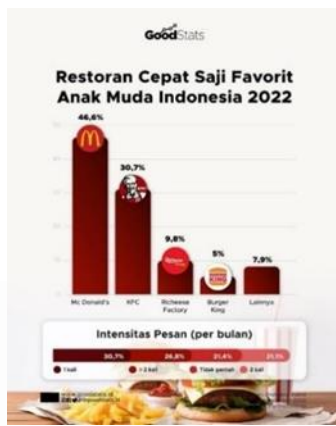 GoodStats
Restoran Cepat Saji Favorit
Anak Muda Indonesia 2022
46,6%
30,7%
9,8%
5%
7,9%
Mc Donald's
KFC
Richeese
Factory
Burger
King
Lainnya
Intensitas Pesan (per bulan)
30,7%
26,8%
21,4%
21,1%
1 kali
> 2 kali
Tidak pernah
2 kali